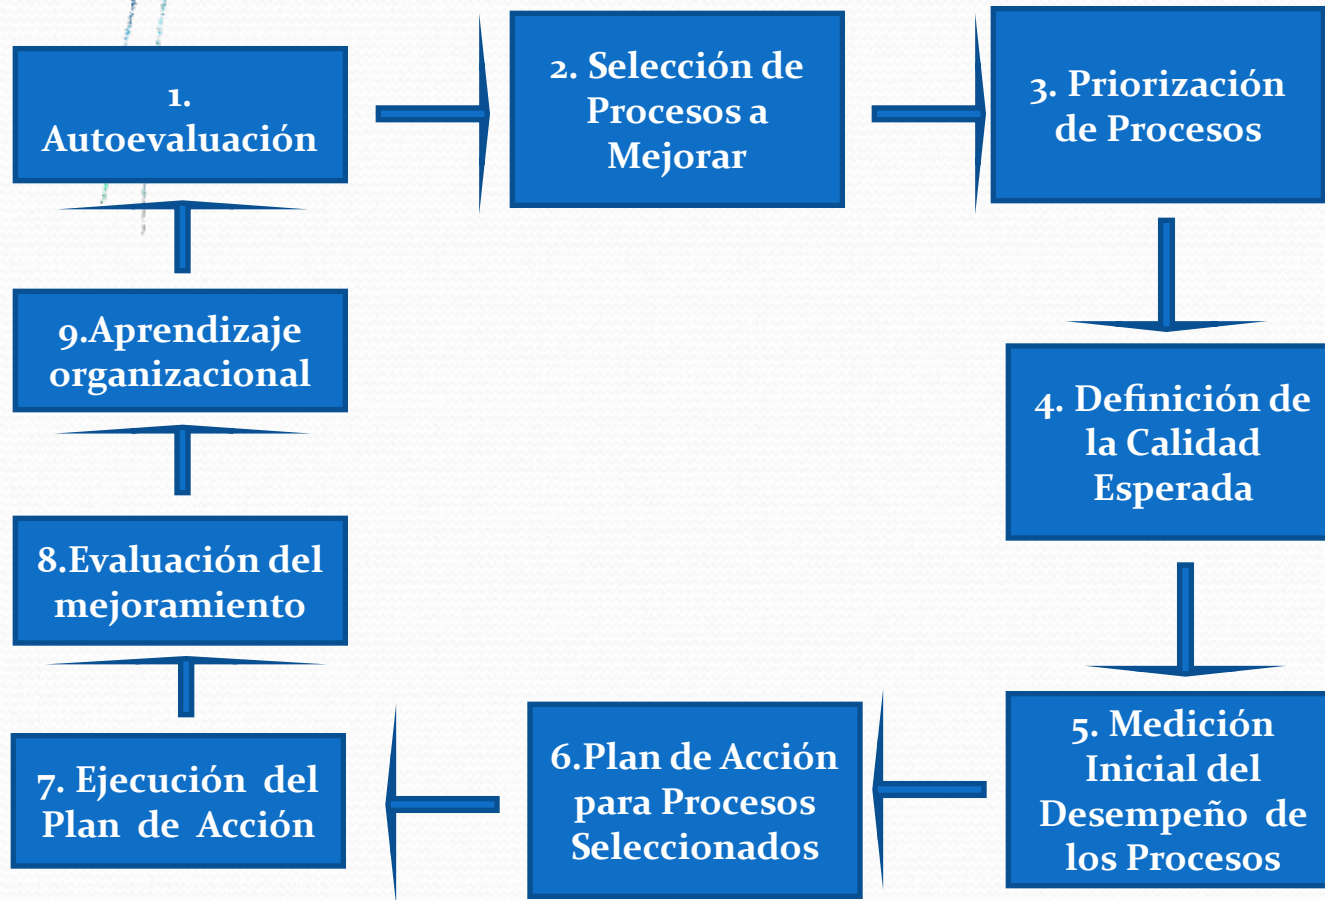 1.
Autoevaluación
2. Selección de
Procesos a
Mejorar
3. Priorización
de Procesos
4. Definición de
la Calidad
Esperada
5. Medición
Inicial del
Desempeño de
los Procesos
6.Plan de Acción
para Procesos
Seleccionados
7. Ejecución del
Plan de Acción
8.Evaluación del
mejoramiento
9.Aprendizaje
organizacional